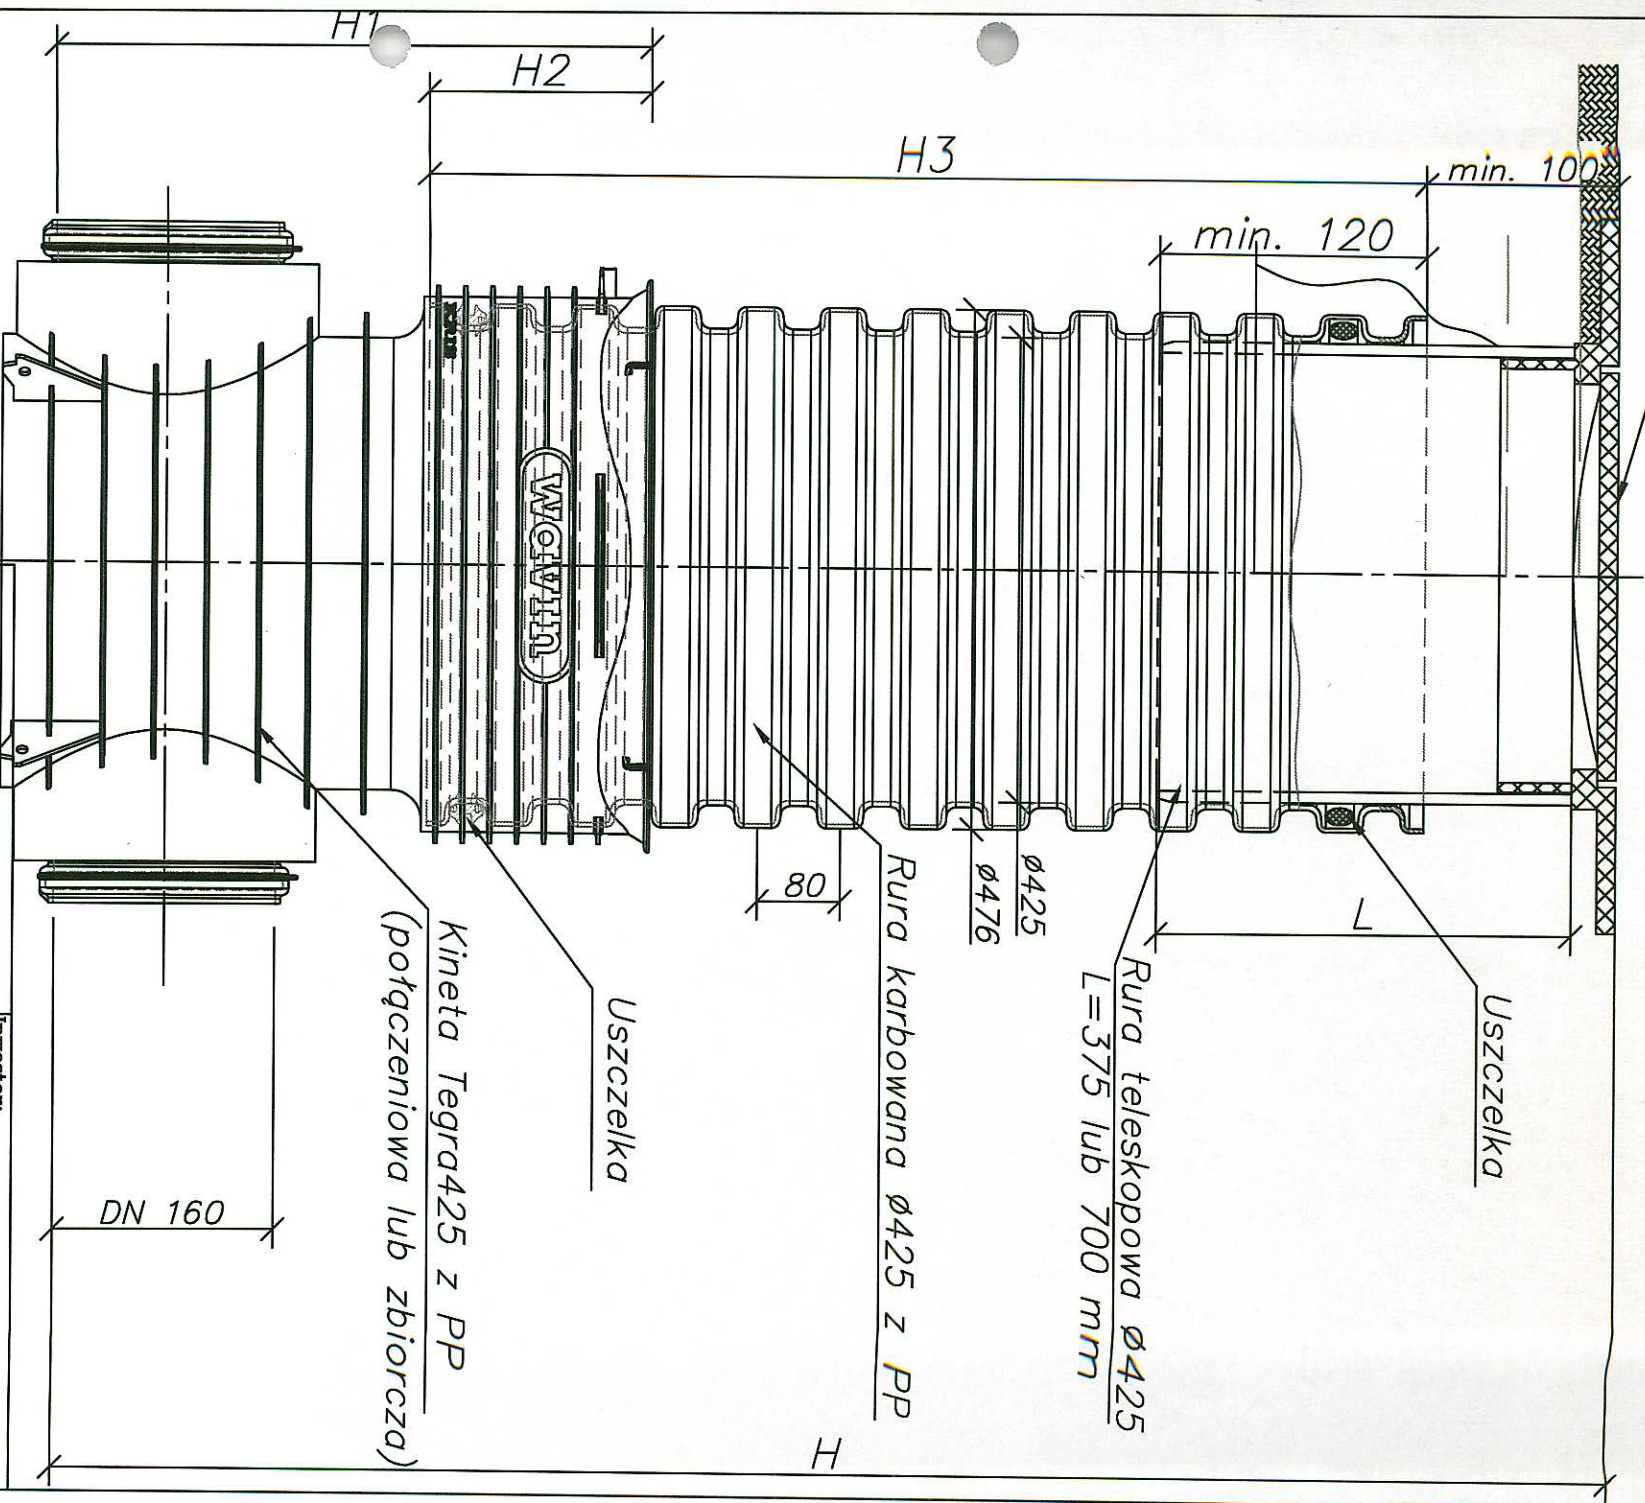 H1
H2
H3
min. 100
min. 120
wavin
Uszczelka
L
Rura teleskopowa ø425
L=375 lub 700 mm
ø425
ø476
80
Rura karbowana ø425 z PP
Uszczelka
Kineta Tegra425 z PP
(połączeniowa lub zbiorcza)
DN 160
H